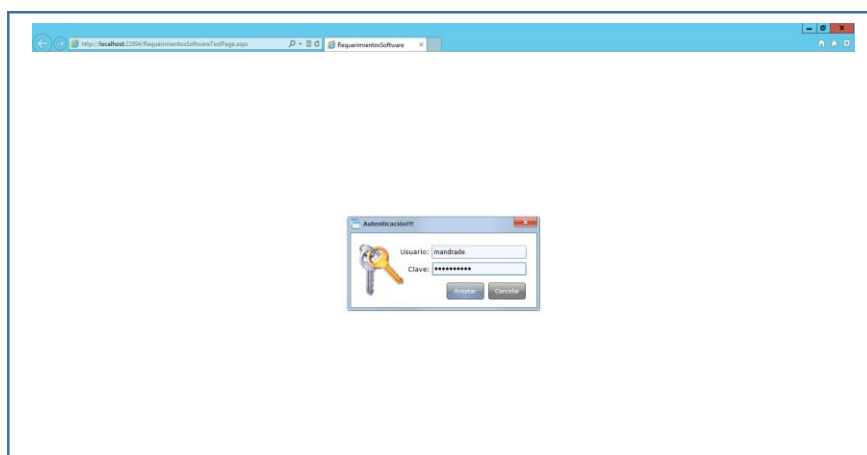 http://localhost:22694/RequerimientosSoftwareTestPage.aspx
RequerimientosSoftware
Autenticación!!!
Usuario: mandrade
Clave: ••••••••••
Aceptar Cancelar